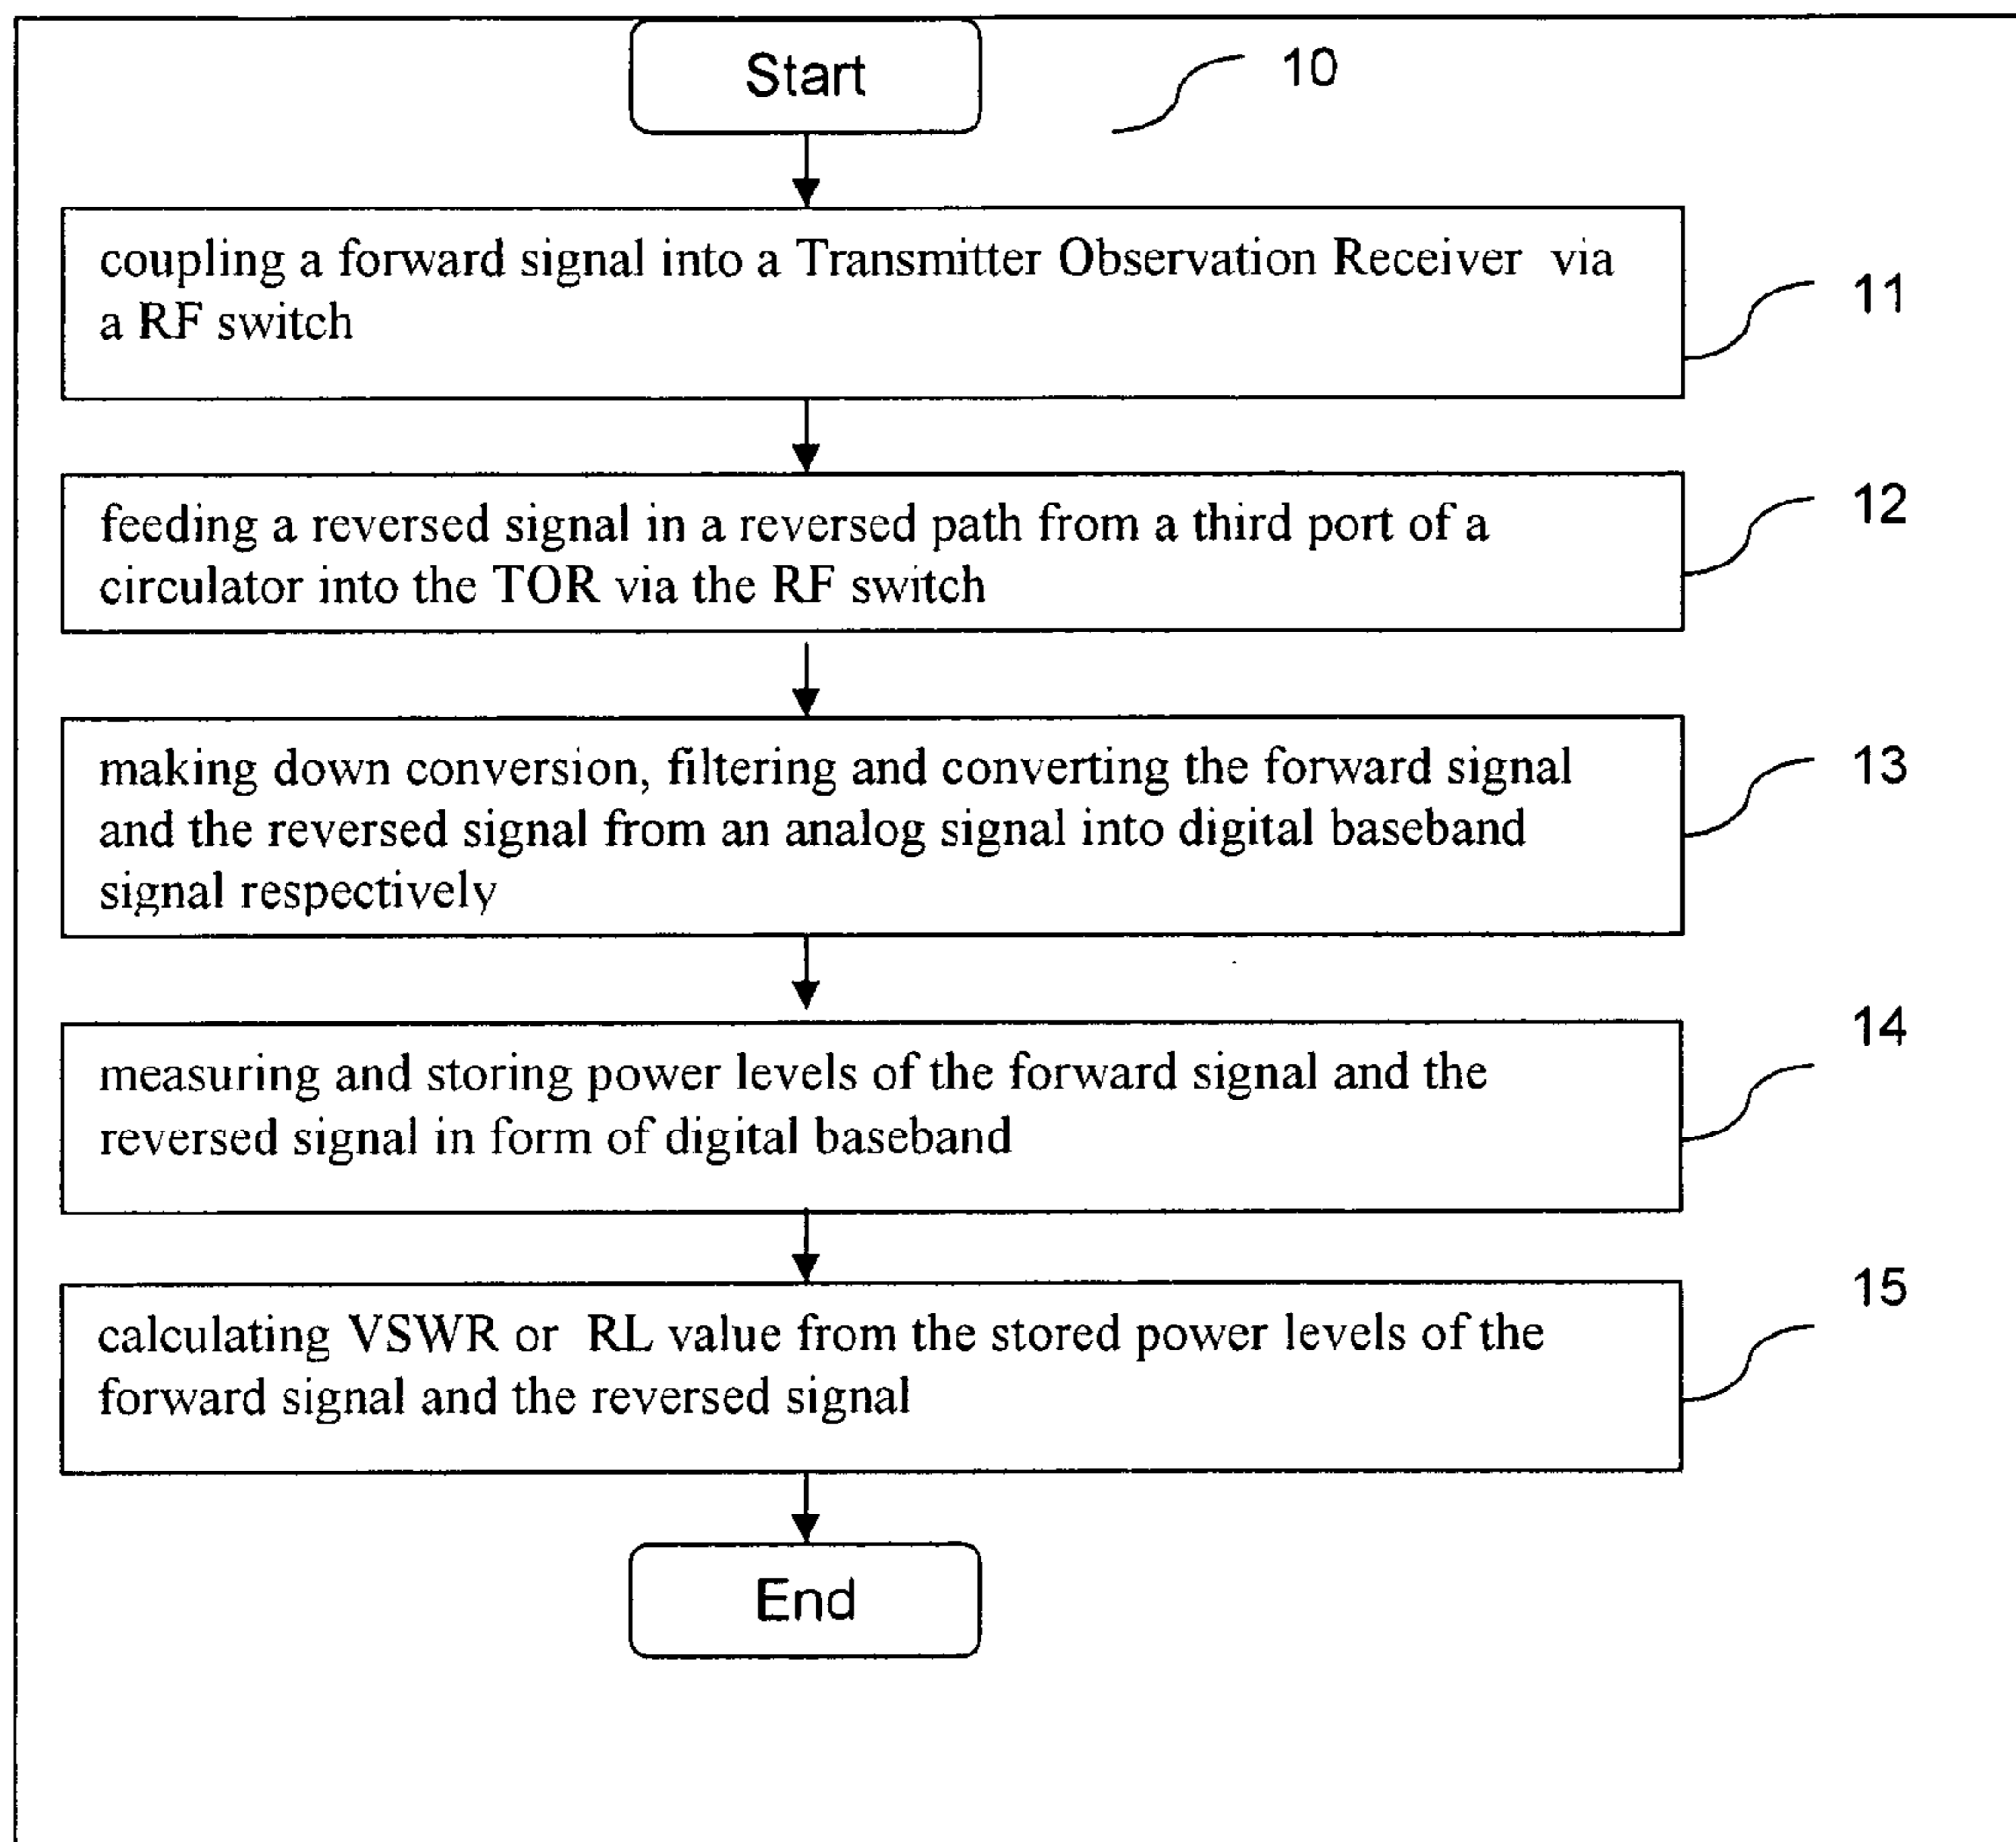 Start
10
coupling a forward signal into a Transmitter Observation Receiver via
a RF switch
11
feeding a reversed signal in a reversed path from a third port of a
circulator into the TOR via the RF switch
12
making down conversion, filtering and converting the forward signal
and the reversed signal from an analog signal into digital baseband
signal respectively
13
measuring and storing power levels of the forward signal and the
reversed signal in form of digital baseband
14
calculating VSWR or RL value from the stored power levels of the
forward signal and the reversed signal
15
End